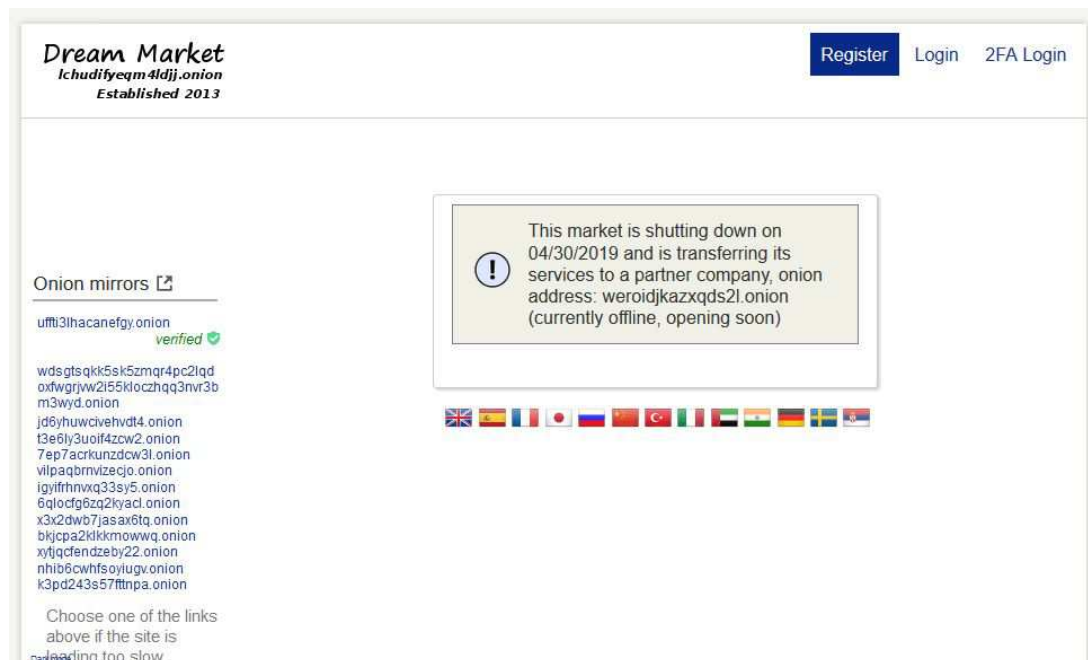 Dream Market
lchudifyeqm4ldjj.onion
Established 2013
Register Login 2FA Login
This market is shutting down on
04/30/2019 and is transferring its
services to a partner company, onion
address: weroidjkazxqds2l.onion
(currently offline, opening soon)
Onion mirrors
uffti3lhacanefgy.onion
verified
wdsgtsqkk5sk5zmqr4pc2lqd
oxfwgrjvw2i55kloczhqq3nvr3b
m3wyd.onion
jd6yhuwcivehvdt4.onion
t3e6ly3uoif4zcw2.onion
7ep7acrkunzdcw3l.onion
vilpaqbrnvizecjo.onion
igyifrhnvxq33sy5.onion
6qlocfg6zq2kyacl.onion
x3x2dwb7jasax6tq.onion
bkjcpa2klkkmowwq.onion
xytjqcfendzeby22.onion
nhib6cwhfsoyiugv.onion
k3pd243s57fttnpa.onion
Choose one of the links
above if the site is
loading too slow